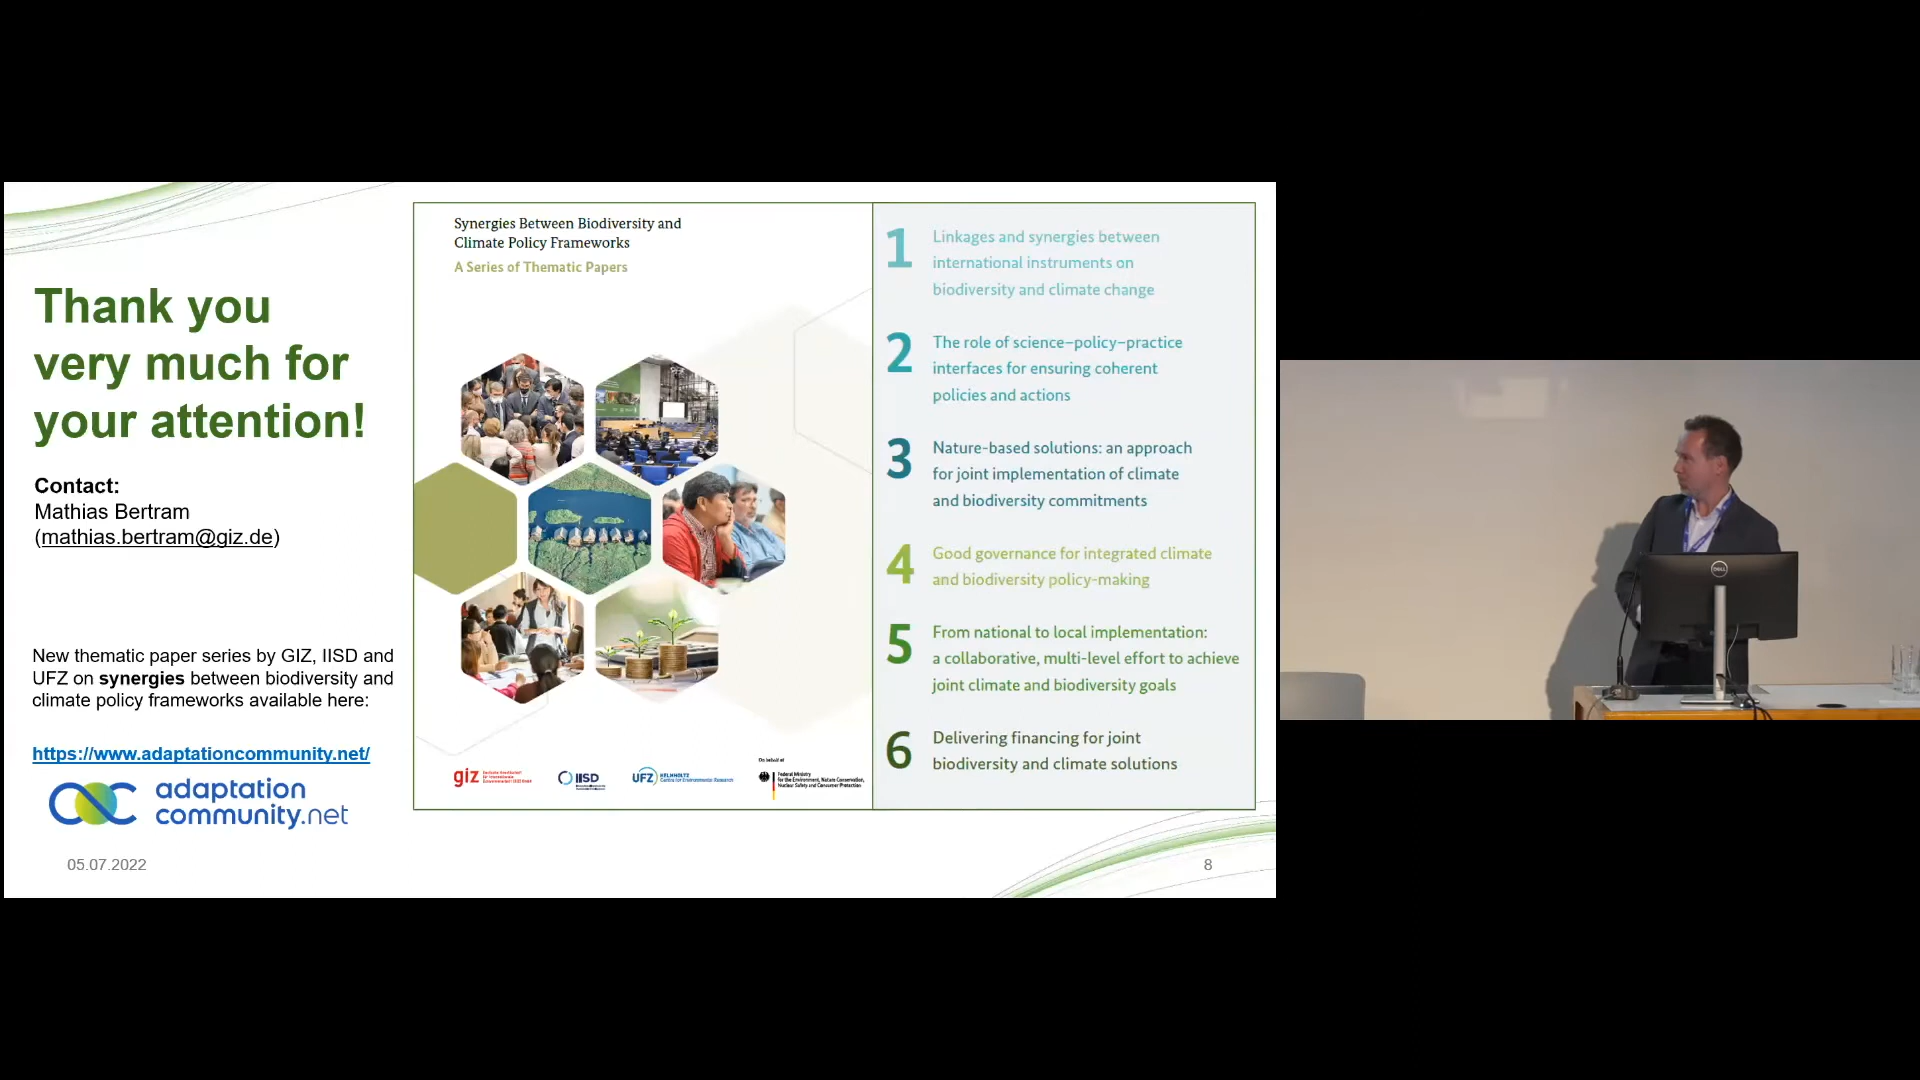 Thank you
very much for
your attention!
Contact:
Mathias Bertram
(mathias.bertram@giz.de)
New thematic paper series by GIZ, IISD and
UFZ on synergies between biodiversity and
climate policy frameworks available here:
https://www.adaptationcommunity.net/
adaptation
community.net
05.07.2022
Synergies Between Biodiversity and
Climate Policy Frameworks
A Series of Thematic Papers
giz
IISD
UFZ HELMHOLTZ
Centre for Environmental Research
On behalf of
Federal Ministry
for the Environment, Nature Conservation,
Nuclear Safety and Consumer Protection
1 Linkages and synergies between
international instruments on
biodiversity and climate change
2 The role of science–policy–practice
interfaces for ensuring coherent
policies and actions
3 Nature-based solutions: an approach
for joint implementation of climate
and biodiversity commitments
4 Good governance for integrated climate
and biodiversity policy-making
5 From national to local implementation:
a collaborative, multi-level effort to achieve
joint climate and biodiversity goals
6 Delivering financing for joint
biodiversity and climate solutions
8
DELL